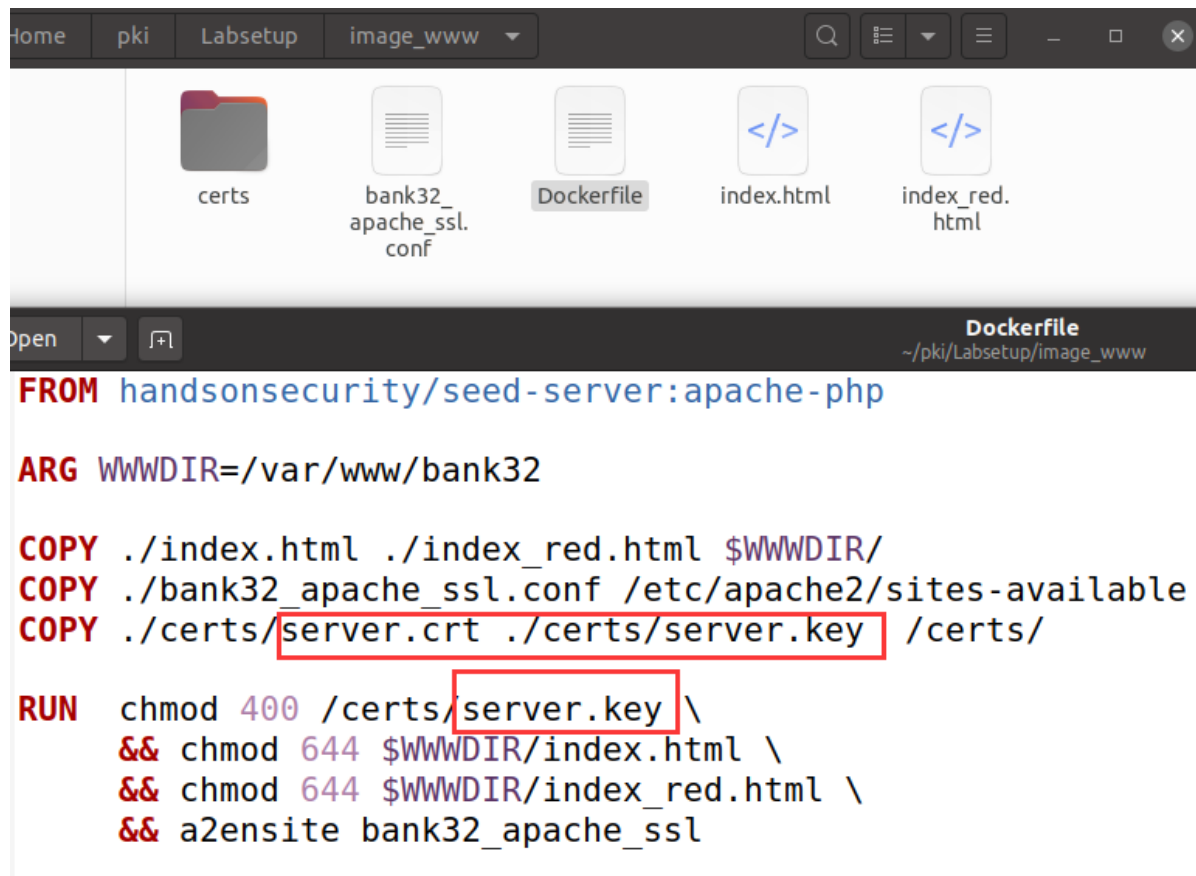 Home pki Labsetup image_www
certs
bank32_
apache_ssl.
conf
Dockerfile
index.html
index_red.
html
Open
Dockerfile
~/pki/Labsetup/image_www
FROM handsonsecurity/seed-server:apache-php
ARG WWWDIR=/var/www/bank32
COPY ./index.html ./index_red.html $WWWDIR/
COPY ./bank32_apache_ssl.conf /etc/apache2/sites-available
COPY ./certs/server.crt ./certs/server.key /certs/
RUN chmod 400 /certs/server.key \
&& chmod 644 $WWWDIR/index.html \
&& chmod 644 $WWWDIR/index_red.html \
&& a2ensite bank32_apache_ssl